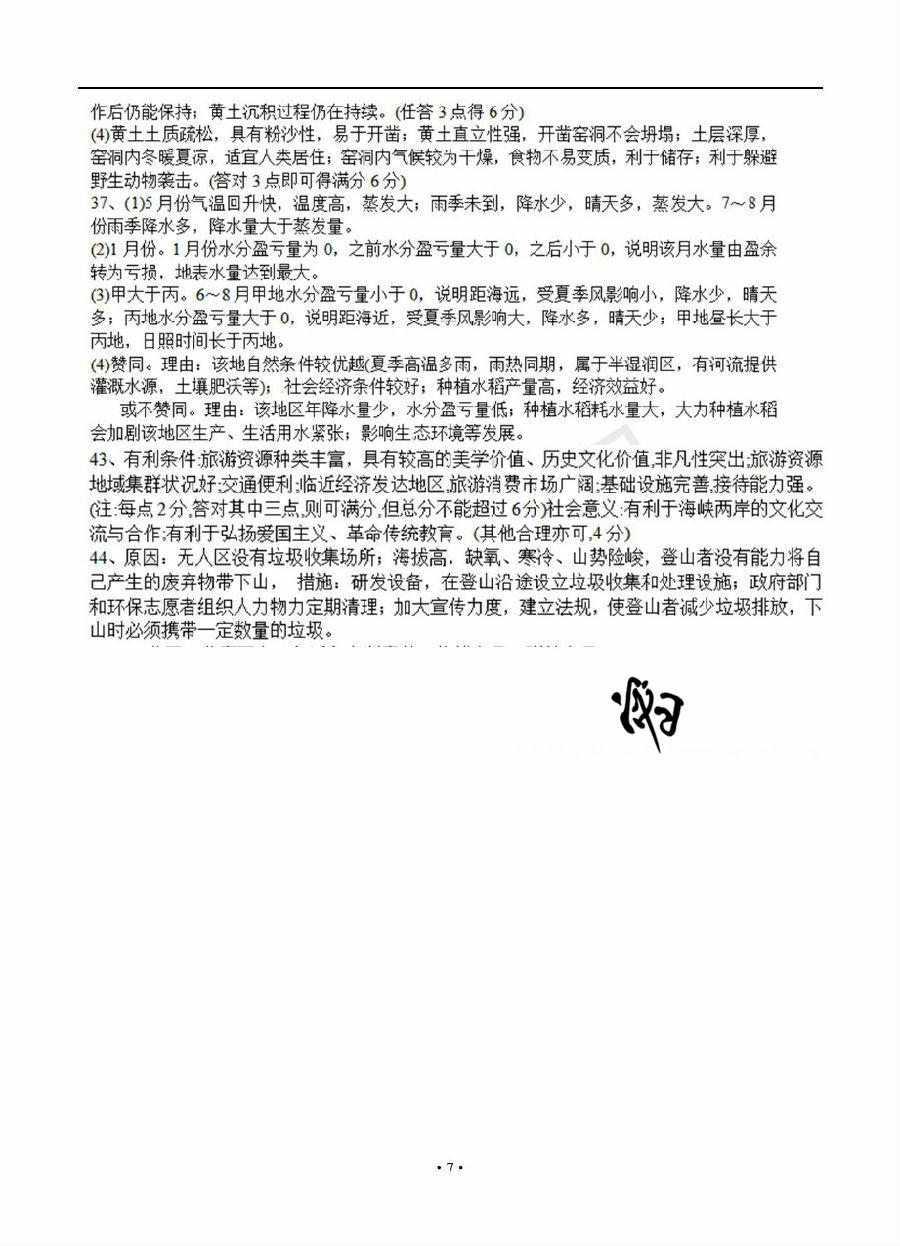 作后仍能保持；黄土沉积过程仍在持续。(任答 3 点得 6 分)
(4)黄土土质疏松，具有粉沙性，易于开凿；黄土直立性强，开凿窑洞不会坍塌；土层深厚，
窑洞内冬暖夏凉，适宜人类居住；窑洞内气候较为干燥，食物不易变质，利于储存；利于躲避
野生动物袭击。(答对 3 点即可得满分 6 分)
37、(1)5 月份气温回升快，温度高，蒸发大；雨季未到，降水少，晴天多，蒸发大。7～8 月
份雨季降水多，降水量大于蒸发量。
(2)1 月份。1 月份水分盈亏量为 0，之前水分盈亏量大于 0，之后小于 0，说明该月水量由盈余
转为亏损，地表水量达到最大。
(3)甲大于丙。6～8 月甲地水分盈亏量小于 0，说明距海远，受夏季风影响小，降水少，晴天
多；丙地水分盈亏量大于 0，说明距海近，受夏季风影响大，降水多，晴天少；甲地昼长大于
丙地，日照时间长于丙地。
(4)赞同。理由：该地自然条件较优越(夏季高温多雨，雨热同期，属于半湿润区，有河流提供
灌溉水源，土壤肥沃等)；社会经济条件较好；种植水稻产量高，经济效益好。
或不赞同。理由：该地区年降水量少，水分盈亏量低；种植水稻耗水量大，大力种植水稻
会加剧该地区生产、生活用水紧张；影响生态环境等发展。
43、有利条件:旅游资源种类丰富，具有较高的美学价值、历史文化价值,非凡性突出;旅游资源
地域集群状况好;交通便利;临近经济发达地区,旅游消费市场广阔;基础设施完善,接待能力强。
(注:每点 2 分,答对其中三点,则可满分,但总分不能超过 6 分)社会意义:有利于海峡两岸的文化交
流与合作;有利于弘扬爱国主义、革命传统教育。(其他合理亦可,4 分)
44、原因：无人区没有垃圾收集场所；海拔高，缺氧、寒冷、山势险峻，登山者没有能力将自
己产生的废弃物带下山， 措施：研发设备，在登山沿途设立垃圾收集和处理设施；政府部门
和环保志愿者组织人力物力定期清理；加大宣传力度，建立法规，使登山者减少垃圾排放，下
山时必须携带一定数量的垃圾。
· 7 ·